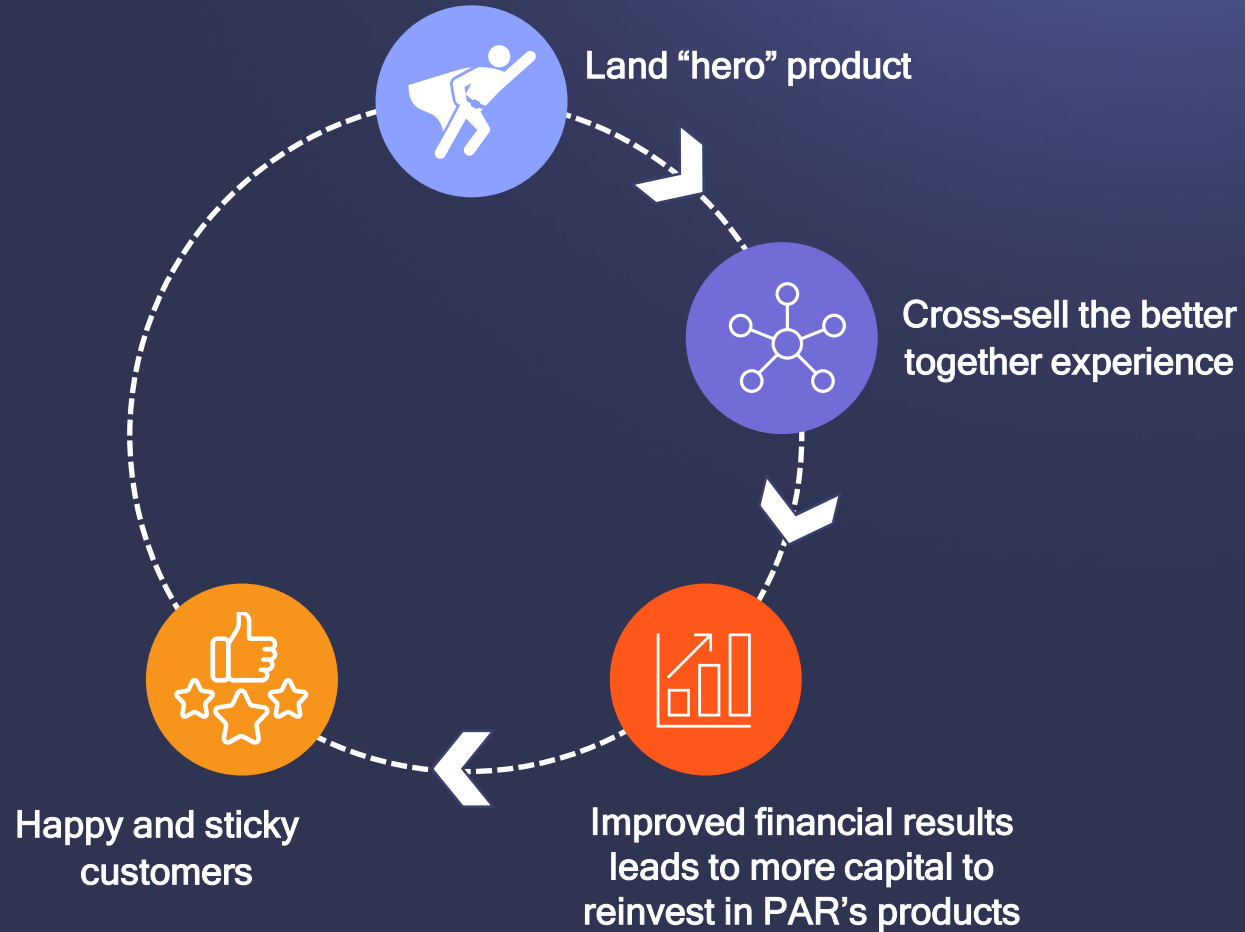 Land “hero” product
Cross-sell the better
together experience
Improved financial results
leads to more capital to
reinvest in PAR’s products
Happy and sticky
customers